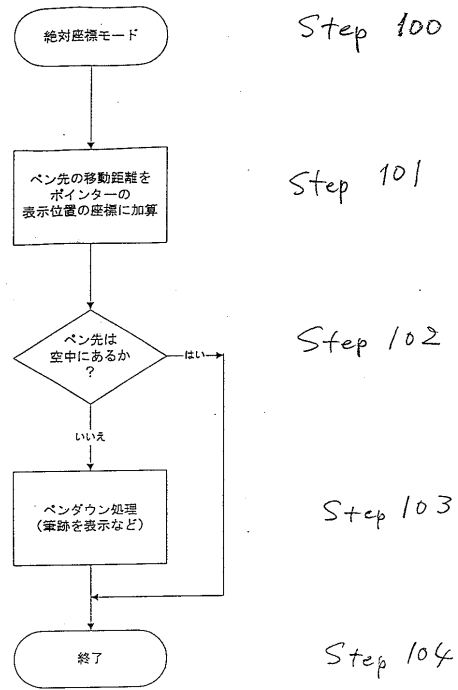 絶対座標モード
Step 100
ペン先の移動距離を
ポインターの
表示位置の座標に加算
Step 101
ペン先は
空中にあるか
?
はい
Step 102
いいえ
ペンダウン処理
(筆跡を表示など)
Step 103
終了
Step 104